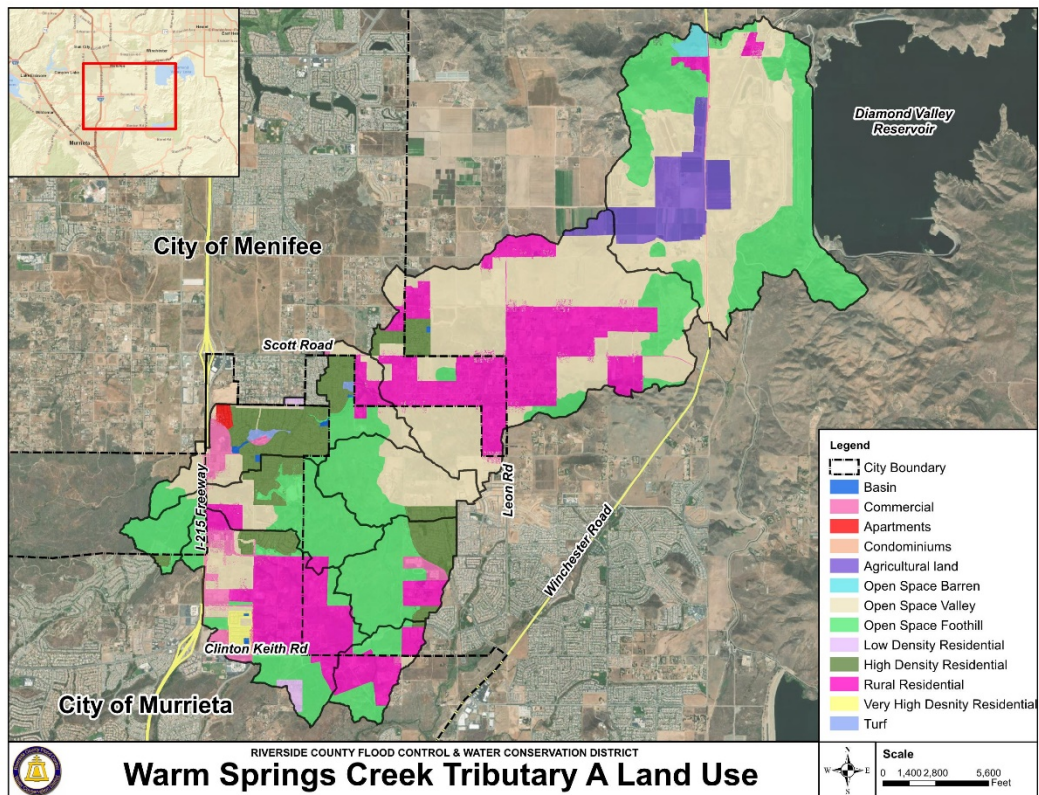 Diamond Valley
Reservoir
City of Menifee
Scott Road
I-215 Freeway
Leon Rd
Winchester Road
Clinton Keith Rd
City of Murrieta
Murrieta
Legend
City Boundary
Basin
Commercial
Apartments
Condominiums
Agricultural land
Open Space Barren
Open Space Valley
Open Space Foothill
Low Density Residential
High Density Residential
Rural Residential
Very High Desnity Residential
Turf
RIVERSIDE COUNTY FLOOD CONTROL & WATER CONSERVATION DISTRICT
Warm Springs Creek Tributary A Land Use
N
W E
S
Scale
0 1,400 2,800 5,600
Feet